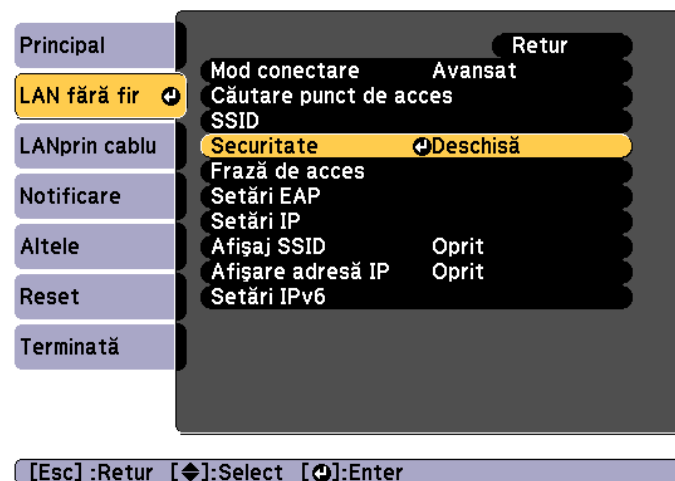 Principal
LAN fără fir
LANprin cablu
Notificare
Altele
Reset
Terminată
Retur
Mod conectare Avansat
Căutare punct de acces
SSID
Securitate Deschisă
Frază de acces
Setări EAP
Setări IP
Afişaj SSID Oprit
Afişare adresă IP Oprit
Setări IPv6
[Esc] :Retur [◆]:Select [⏎]:Enter